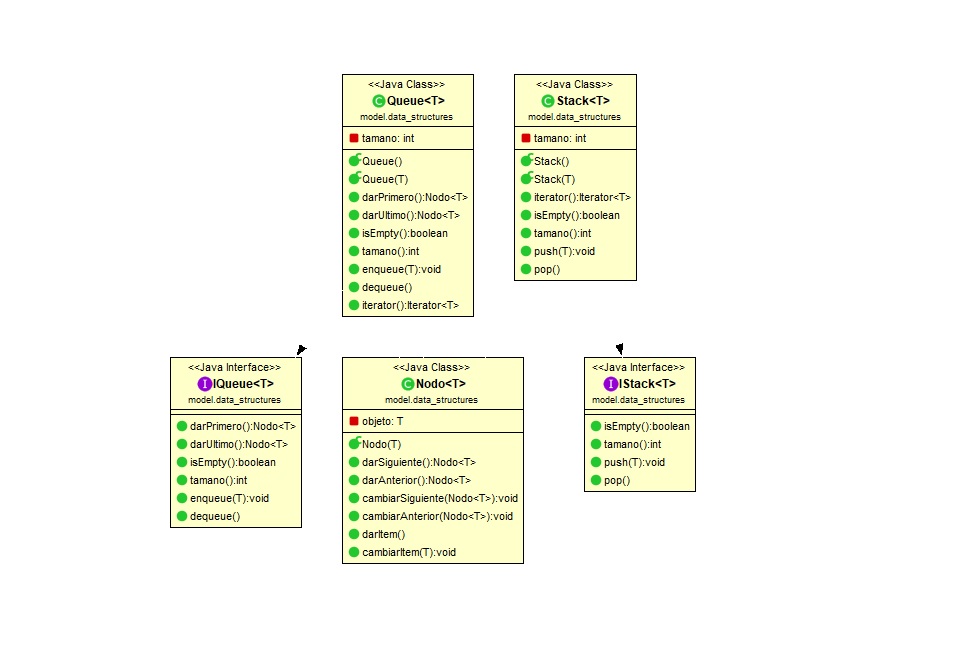 <<Java Class>>
Queue<T>
model.data_structures
tamano: int
Queue()
Queue(T)
darPrimero():Nodo<T>
darUltimo():Nodo<T>
isEmpty():boolean
tamano():int
enqueue(T):void
dequeue()
iterator():Iterator<T>
<<Java Class>>
Stack<T>
model.data_structures
tamano: int
Stack()
Stack(T)
iterator():Iterator<T>
isEmpty():boolean
tamano():int
push(T):void
pop()
<<Java Interface>>
I IQueue<T>
model.data_structures
darPrimero():Nodo<T>
darUltimo():Nodo<T>
isEmpty():boolean
tamano():int
enqueue(T):void
dequeue()
<<Java Class>>
Nodo<T>
model.data_structures
objeto: T
Nodo(T)
darSiguiente():Nodo<T>
darAnterior():Nodo<T>
cambiarSiguiente(Nodo<T>):void
cambiarAnterior(Nodo<T>):void
darItem()
cambiarItem(T):void
<<Java Interface>>
I IStack<T>
model.data_structures
isEmpty():boolean
tamano():int
push(T):void
pop()